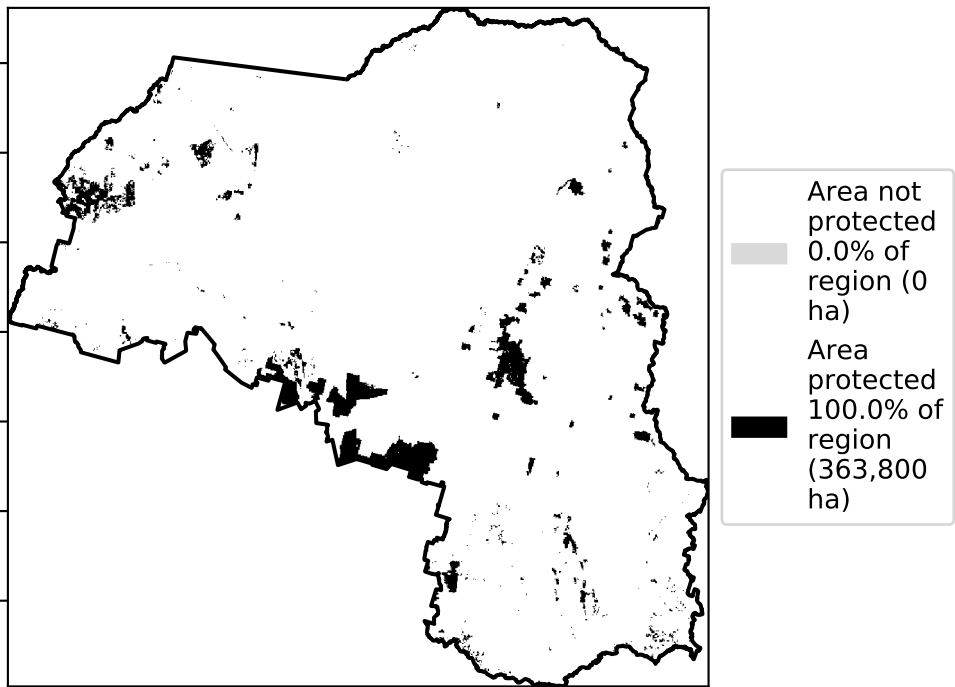 Area not
protected
0.0% of
region (0
ha)
Area
protected
100.0% of
region
(363,800
ha)